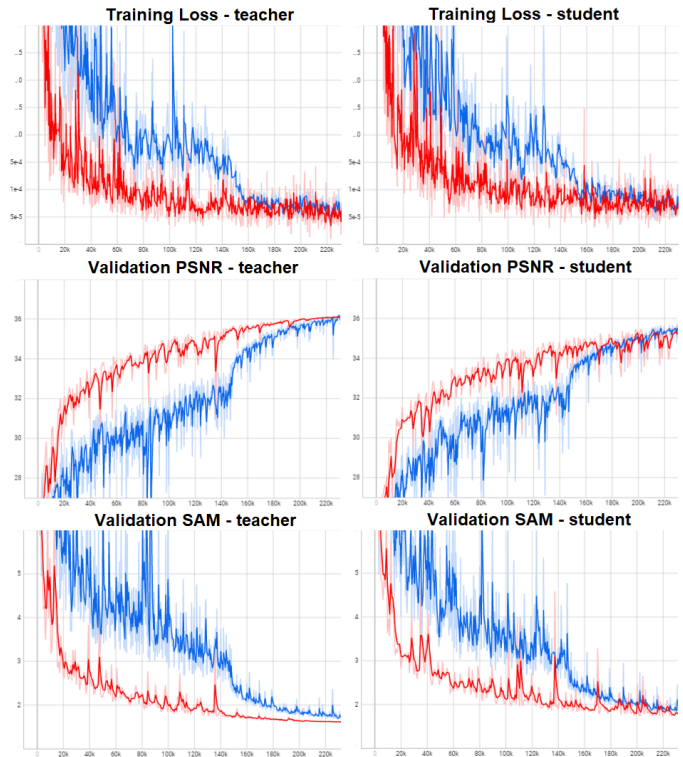 Training Loss - teacher
Training Loss - student
...5
...0
...5
...0
5e-4
1e-4
5e-5
20k 40k 60k 80k 100k 120k 140k 160k 180k 200k 220k
...5
...0
...5
...0
5e-4
1e-4
5e-5
20k 40k 60k 80k 100k 120k 140k 160k 180k 200k 220k
Validation PSNR - teacher
Validation PSNR - student
36
34
32
30
28
20k 40k 60k 80k 100k 120k 140k 160k 180k 200k 220k
36
34
32
30
28
20k 40k 60k 80k 100k 120k 140k 160k 180k 200k 220k
Validation SAM - teacher
Validation SAM - student
5
4
3
2
20k 40k 60k 80k 100k 120k 140k 160k 180k 200k 220k
5
4
3
2
20k 40k 60k 80k 100k 120k 140k 160k 180k 200k 220k